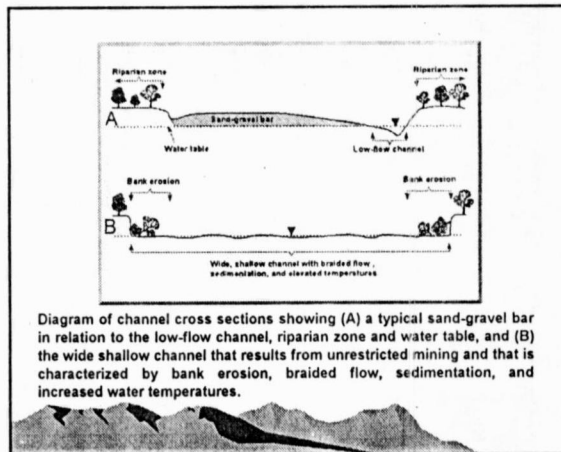 Riparian zone Riparian zone
A
Sand-gravel bar
Water table
Low-flow channel
Bank erosion Bank erosion
B
Wide, shallow channel with braided flow,
sedimentation, and elevated temperatures
Diagram of channel cross sections showing (A) a typical sand-gravel bar
in relation to the low-flow channel, riparian zone and water table, and (B)
the wide shallow channel that results from unrestricted mining and that is
characterized by bank erosion, braided flow, sedimentation, and
increased water temperatures.